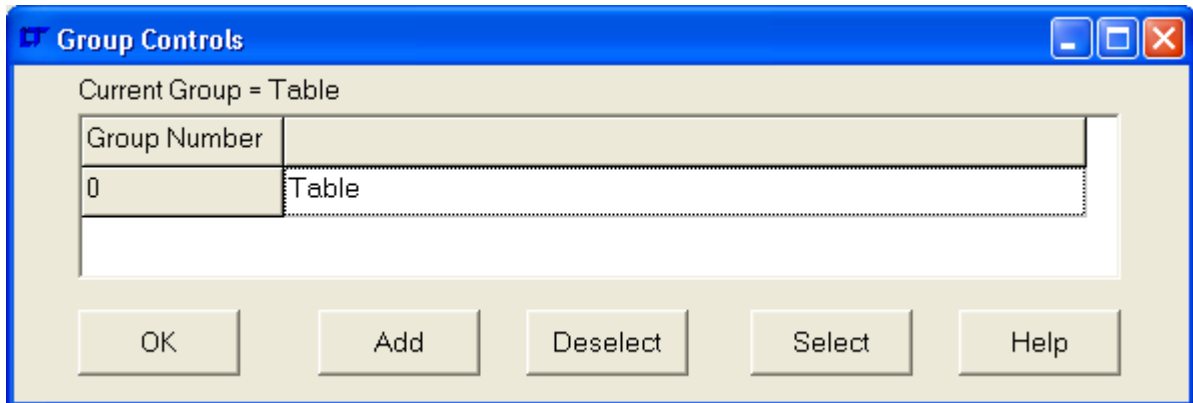 Group Controls
Current Group = Table
Group Number
0 Table
OK Add Deselect Select Help